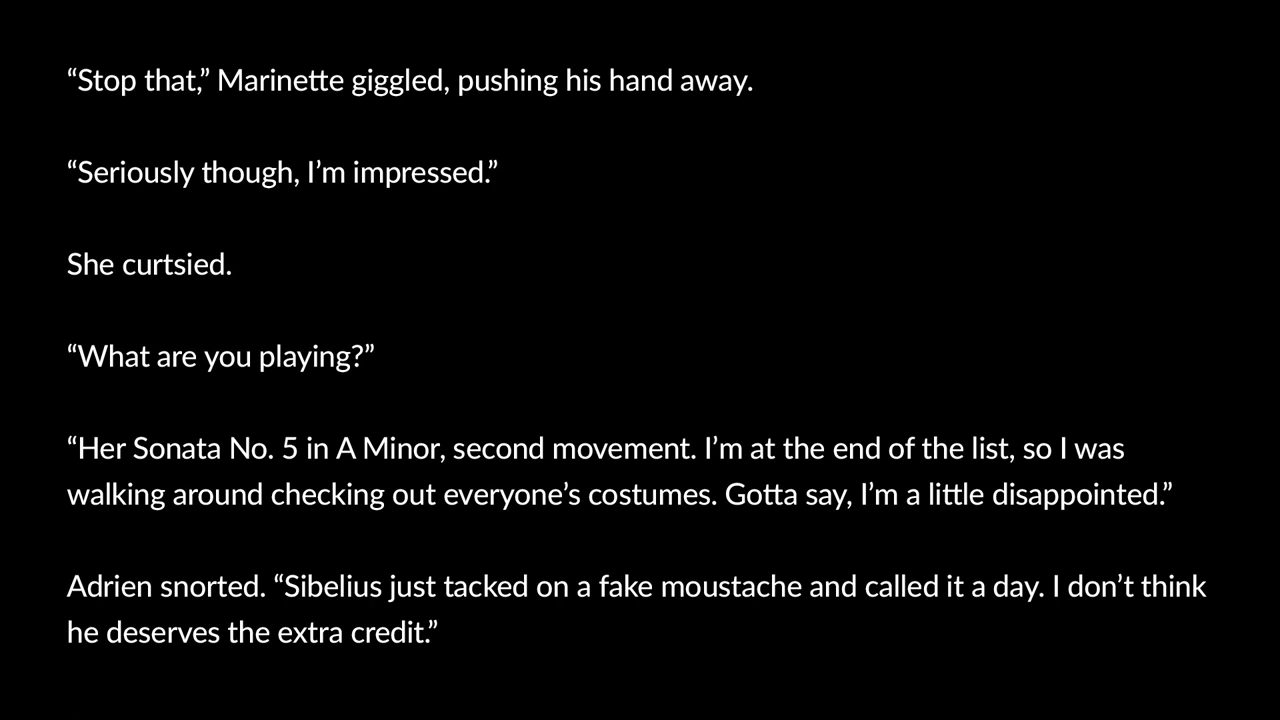 “Stop that,” Marinette giggled, pushing his hand away.
“Seriously though, I’m impressed.”
She curtsied.
“What are you playing?”
“Her Sonata No. 5 in A Minor, second movement. I’m at the end of the list, so I was
walking around checking out everyone’s costumes. Gotta say, I’m a little disappointed.”
Adrien snorted. “Sibelius just tacked on a fake moustache and called it a day. I don’t think
he deserves the extra credit.”